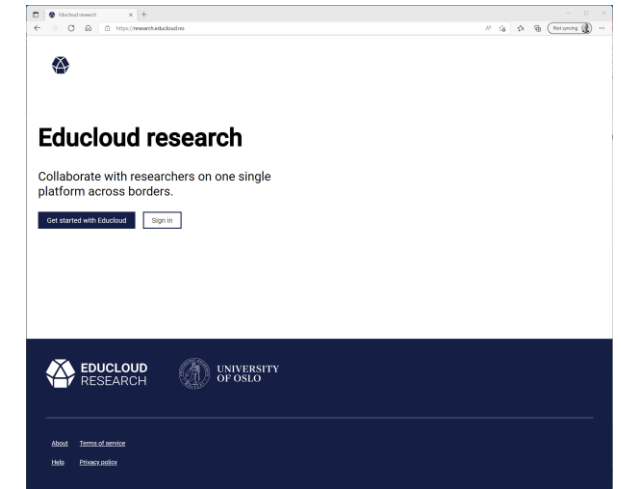 Educloud research
https://research.educloud.no
Not syncing
Educloud research
Collaborate with researchers on one single
platform across borders.
Get started with Educloud
Sign in
EDUCLOUD
RESEARCH
UNIVERSITY
OF OSLO
About
Terms of service
Help
Privacy policy